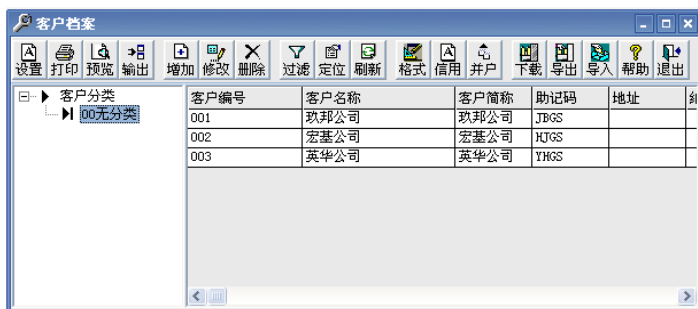 客户档案
设置 打印 预览 输出 增加 修改 删除 过滤 定位 刷新 格式 信用 并户 下载 导出 导入 帮助 退出
客户分类
00无分类
客户编号 客户名称 客户简称 助记码 地址
001 玖邦公司 玖邦公司 JBGS
002 宏基公司 宏基公司 HJGS
003 英华公司 英华公司 YHGS